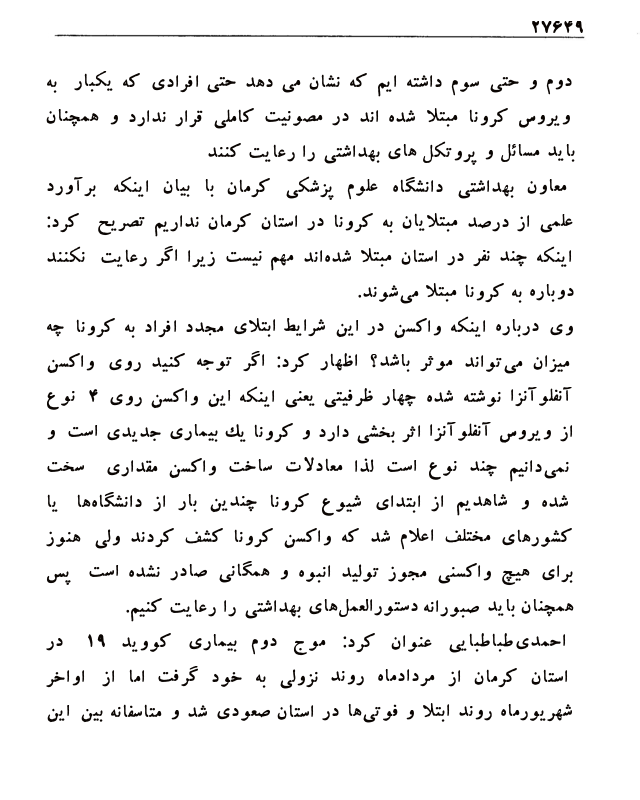 ۲۷۶۴۹
دوم و حتی سوم داشته ایم که نشان می دهد حتی افرادی که یکبار به
ویروس کرونا مبتلا شده اند در مصونیت کاملی قرار ندارد و همچنان
باید مسائل و پروتکل های بهداشتی را رعایت کنند
معاون بهداشتی دانشگاه علوم پزشکی کرمان با بیان اینکه برآورد
علمی از درصد مبتلایان به کرونا در استان کرمان نداریم تصریح کرد:
اینکه چند نفر در استان مبتلا شده‌اند مهم نیست زیرا اگر رعایت نکنند
دوباره به کرونا مبتلا می‌شوند.
وی درباره اینکه واکسن در این شرایط ابتلای مجدد افراد به کرونا چه
میزان می‌تواند موثر باشد؟ اظهار کرد: اگر توجه کنید روی واکسن
آنفلوآنزا نوشته شده چهار ظرفیتی یعنی اینکه این واکسن روی ۴ نوع
از ویروس آنفلوآنزا اثر بخشی دارد و کرونا یك بیماری جدیدی است و
نمی‌دانیم چند نوع است لذا معادلات ساخت واکسن مقداری سخت
شده و شاهدیم از ابتدای شیوع کرونا چندین بار از دانشگاه‌ها یا
کشورهای مختلف اعلام شد که واکسن کرونا کشف کردند ولی هنوز
برای هیچ واکسنی مجوز تولید انبوه و همگانی صادر نشده است پس
همچنان باید صبورانه دستورالعمل‌های بهداشتی را رعایت کنیم.
احمدی‌طباطبایی عنوان کرد: موج دوم بیماری کووید ۱۹ در
استان کرمان از مردادماه روند نزولی به خود گرفت اما از اواخر
شهریورماه روند ابتلا و فوتی‌ها در استان صعودی شد و متاسفانه بین این